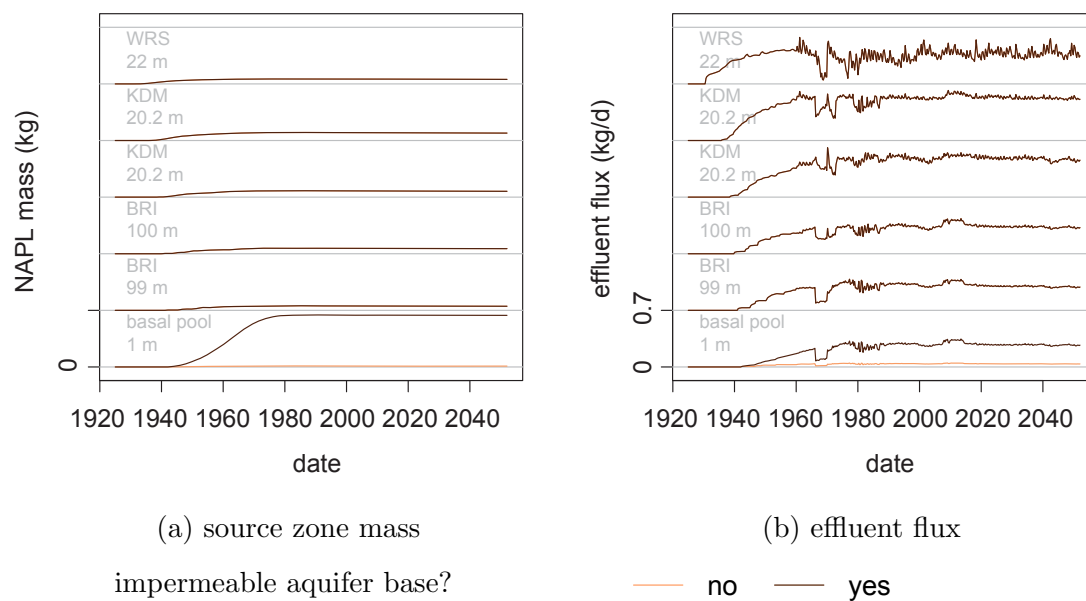 WRS
22 m
KDM
20.2 m
KDM
20.2 m
BRI
100 m
BRI
99 m
basal pool
1 m
NAPL mass (kg)
0
1920 1940 1960 1980 2000 2020 2040
date
(a) source zone mass
WRS
22 m
KDM
20.2 m
KDM
20.2 m
BRI
100 m
BRI
99 m
basal pool
1 m
effluent flux (kg/d)
0.7
0
1920 1940 1960 1980 2000 2020 2040
date
(b) effluent flux
impermeable aquifer base? no yes